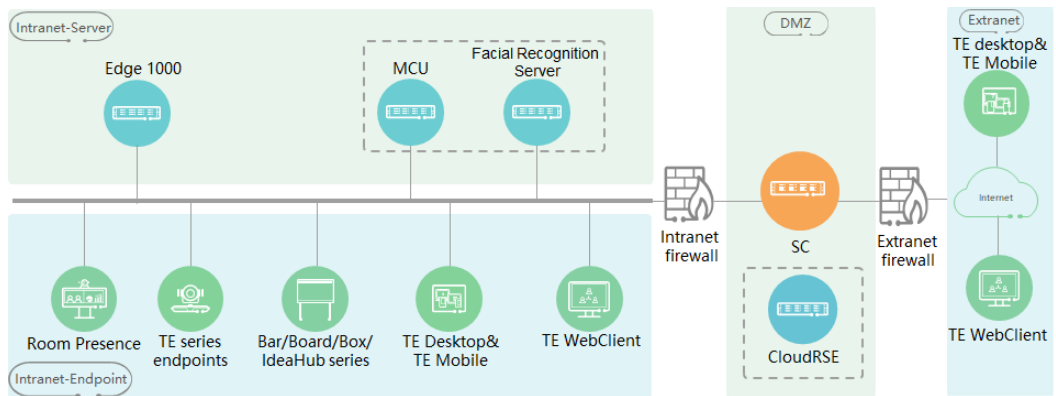 Intranet-Server
Edge 1000
MCU
Facial Recognition
Server
DMZ
Extranet
TE desktop&
TE Mobile
Intranet
firewall
SC
Extranet
firewall
Internet
Room Presence
TE series
endpoints
Bar/Board/Box/
IdeaHub series
TE Desktop&
TE Mobile
TE WebClient
CloudRSE
TE WebClient
Intranet-Endpoint